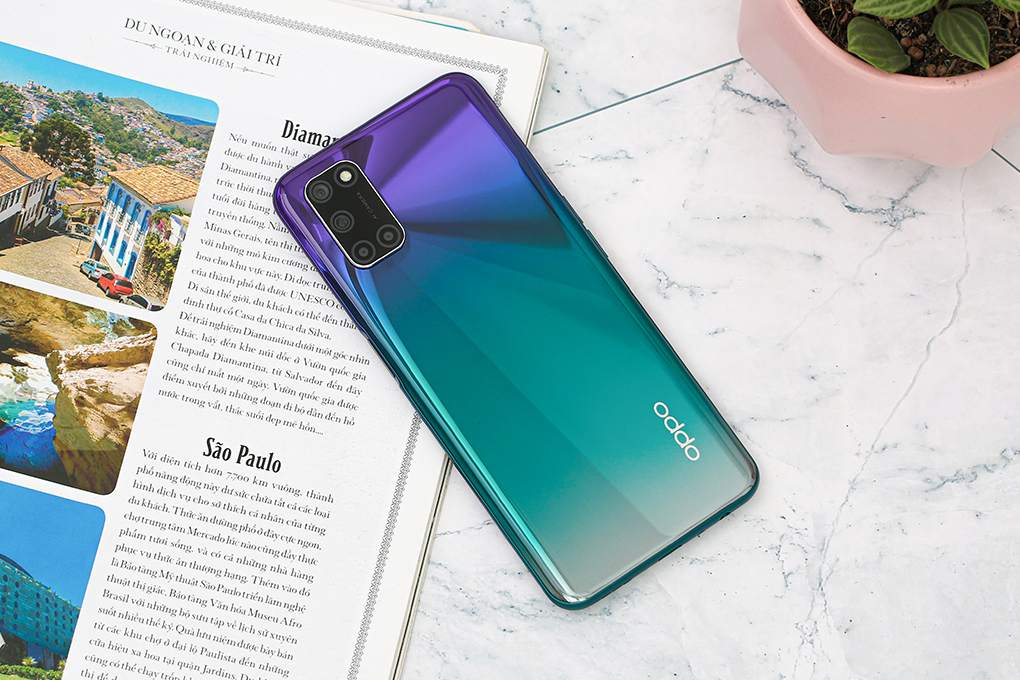 DU NGOẠN & GIẢI TRÍ
TRẢI NGHIỆM
Nếu muốn thật
được du hành
Diamantina,
trúc thời
tuổi đời hàng
truyền thống.
Minas Gerais, tên thị
với những mỏ kim cương
hoa cho khu vực này. Đi dọc
của thành phố đã được UNESCO
Di sản thế giới, du khách có thể đến thăm
dinh thự cổ Casa da Chica da Silva.
Để trải nghiệm Diamantina dưới một góc nhìn
khác, hãy đến khe núi dốc ở Vườn quốc gia
Chapada Diamantina, từ Salvador đến đây
cũng chỉ mất một ngày. Vườn quốc gia được
điểm xuyết bởi những đoạn đi bộ dẫn đến hồ
nước trong vắt, thác suối đẹp mê hồn....
São Paulo
Với diện tích hơn 7700 km vuông, thành
phố năng động này dư sức chứa tất cả các loại
hình dịch vụ cho sở thích cá nhân của từng
du khách. Thức ăn đường phố ở đây cực ngon,
chợ trung tâm Mercado lúc nào cũng đầy thực
phẩm tươi sống, và có cả những nhà hàng
phục vụ thức ăn thượng hạng. Thêm vào đó
là Bảo tàng Mỹ thuật São Paulo triển lãm nghệ
thuật thị giác, Bảo tàng Văn hóa Museu Afro
Brasil với những bộ sưu tập về lịch sử xuyên
suốt nhiều thế kỷ. Quà lưu niệm được bày bán
từ các khu chợ ở đại lộ Paulista đến những
cửa hiệu xa hoa tại quận Jardins.
cũng có thể chạy
AI CAMERA
oppo